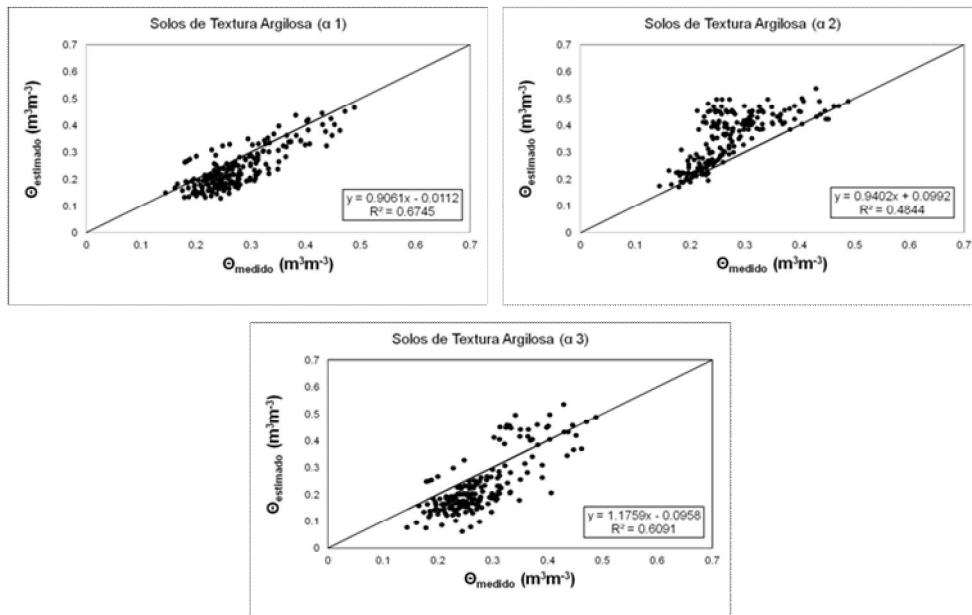 Solos de Textura Argilosa (α 1)
0.7
0.6
0.5
0.4
0.3
0.2
0.1
0
0 0.1 0.2 0.3 0.4 0.5 0.6 0.7
Θestimado (m³m⁻³)
Θmedido (m³m⁻³)
y = 0.9061x - 0.0112
R² = 0.6745
Solos de Textura Argilosa (α 2)
0.7
0.6
0.5
0.4
0.3
0.2
0.1
0
0 0.1 0.2 0.3 0.4 0.5 0.6 0.7
Θestimado (m³m⁻³)
Θmedido (m³m⁻³)
y = 0.9402x + 0.0992
R² = 0.4844
Solos de Textura Argilosa (α 3)
0.7
0.6
0.5
0.4
0.3
0.2
0.1
0
0 0.1 0.2 0.3 0.4 0.5 0.6 0.7
Θestimado (m³m⁻³)
Θmedido (m³m⁻³)
y = 1.1759x - 0.0958
R² = 0.6091